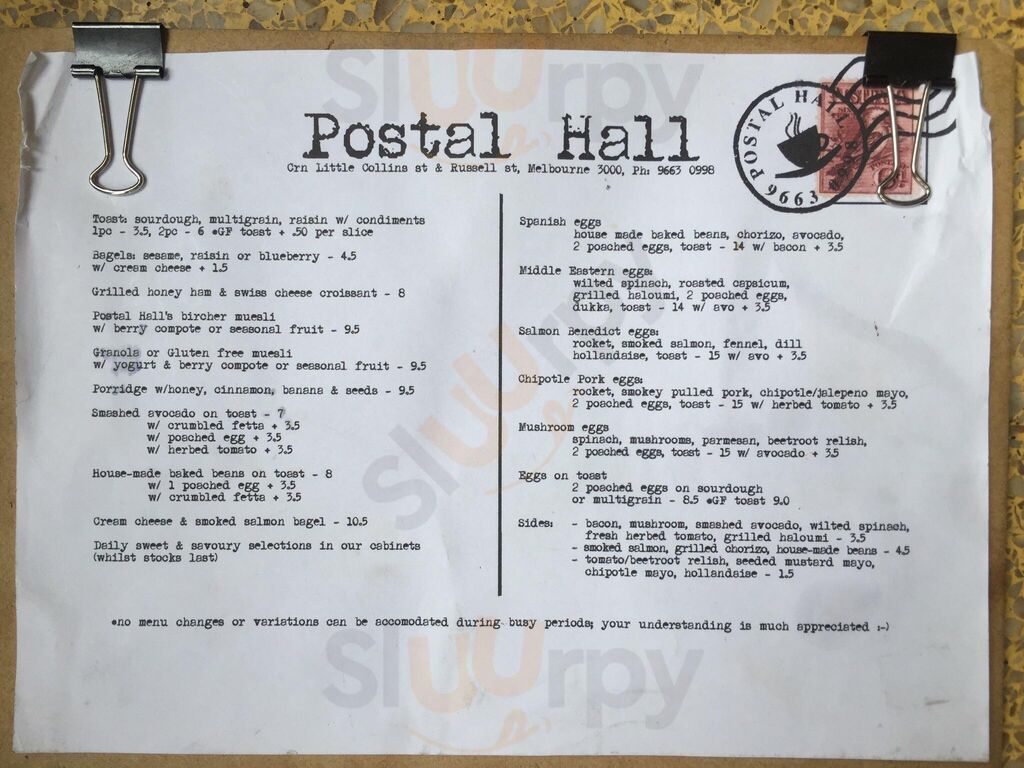 Postal Hall
Crn Little Collins st & Russell st, Melbourne 3000, Ph: 9663 0998
POSTAL HALL
9663 0998
Toast: sourdough, multigrain, raisin w/ condiments
1pc - 3.5, 2pc - 6 *GF toast + .50 per slice
Bagels: sesame, raisin or blueberry - 4.5
w/ cream cheese + 1.5
Grilled honey ham & swiss cheese croissant - 8
Postal Hall's bircher muesli
w/ berry compote or seasonal fruit - 9.5
Granola or Gluten free muesli
w/ yogurt & berry compote or seasonal fruit - 9.5
Porridge w/honey, cinnamon, banana & seeds - 9.5
Smashed avocado on toast - 7
w/ crumbled fetta + 3.5
w/ poached egg + 3.5
w/ herbed tomato + 3.5
House-made baked beans on toast - 8
w/ 1 poached egg + 3.5
w/ crumbled fetta + 3.5
Cream cheese & smoked salmon bagel - 10.5
Daily sweet & savoury selections in our cabinets
(whilst stocks last)
Spanish eggs
house made baked beans, chorizo, avocado,
2 poached eggs, toast - 14 w/ bacon + 3.5
Middle Eastern eggs:
wilted spinach, roasted capsicum,
grilled haloumi, 2 poached eggs,
dukka, toast - 14 w/ avo + 3.5
Salmon Benedict eggs:
rocket, smoked salmon, fennel, dill
hollandaise, toast - 15 w/ avo + 3.5
Chipotle Pork eggs:
rocket, smokey pulled pork, chipotle/jalepeno mayo,
2 poached eggs, toast - 15 w/ herbed tomato + 3.5
Mushroom eggs
spinach, mushrooms, parmesan, beetroot relish,
2 poached eggs, toast - 15 w/ avocado + 3.5
Eggs on toast
2 poached eggs on sourdough
or multigrain - 8.5 *GF toast 9.0
Sides: - bacon, mushroom, smashed avocado, wilted spinach,
fresh herbed tomato, grilled haloumi - 3.5
- smoked salmon, grilled chorizo, house-made beans - 4.5
- tomato/beetroot relish, seeded mustard mayo,
chipotle mayo, hollandaise - 1.5
*no menu changes or variations can be accomodated during busy periods; your understanding is much appreciated :-)
sluurpy
sluurpy
sluurpy